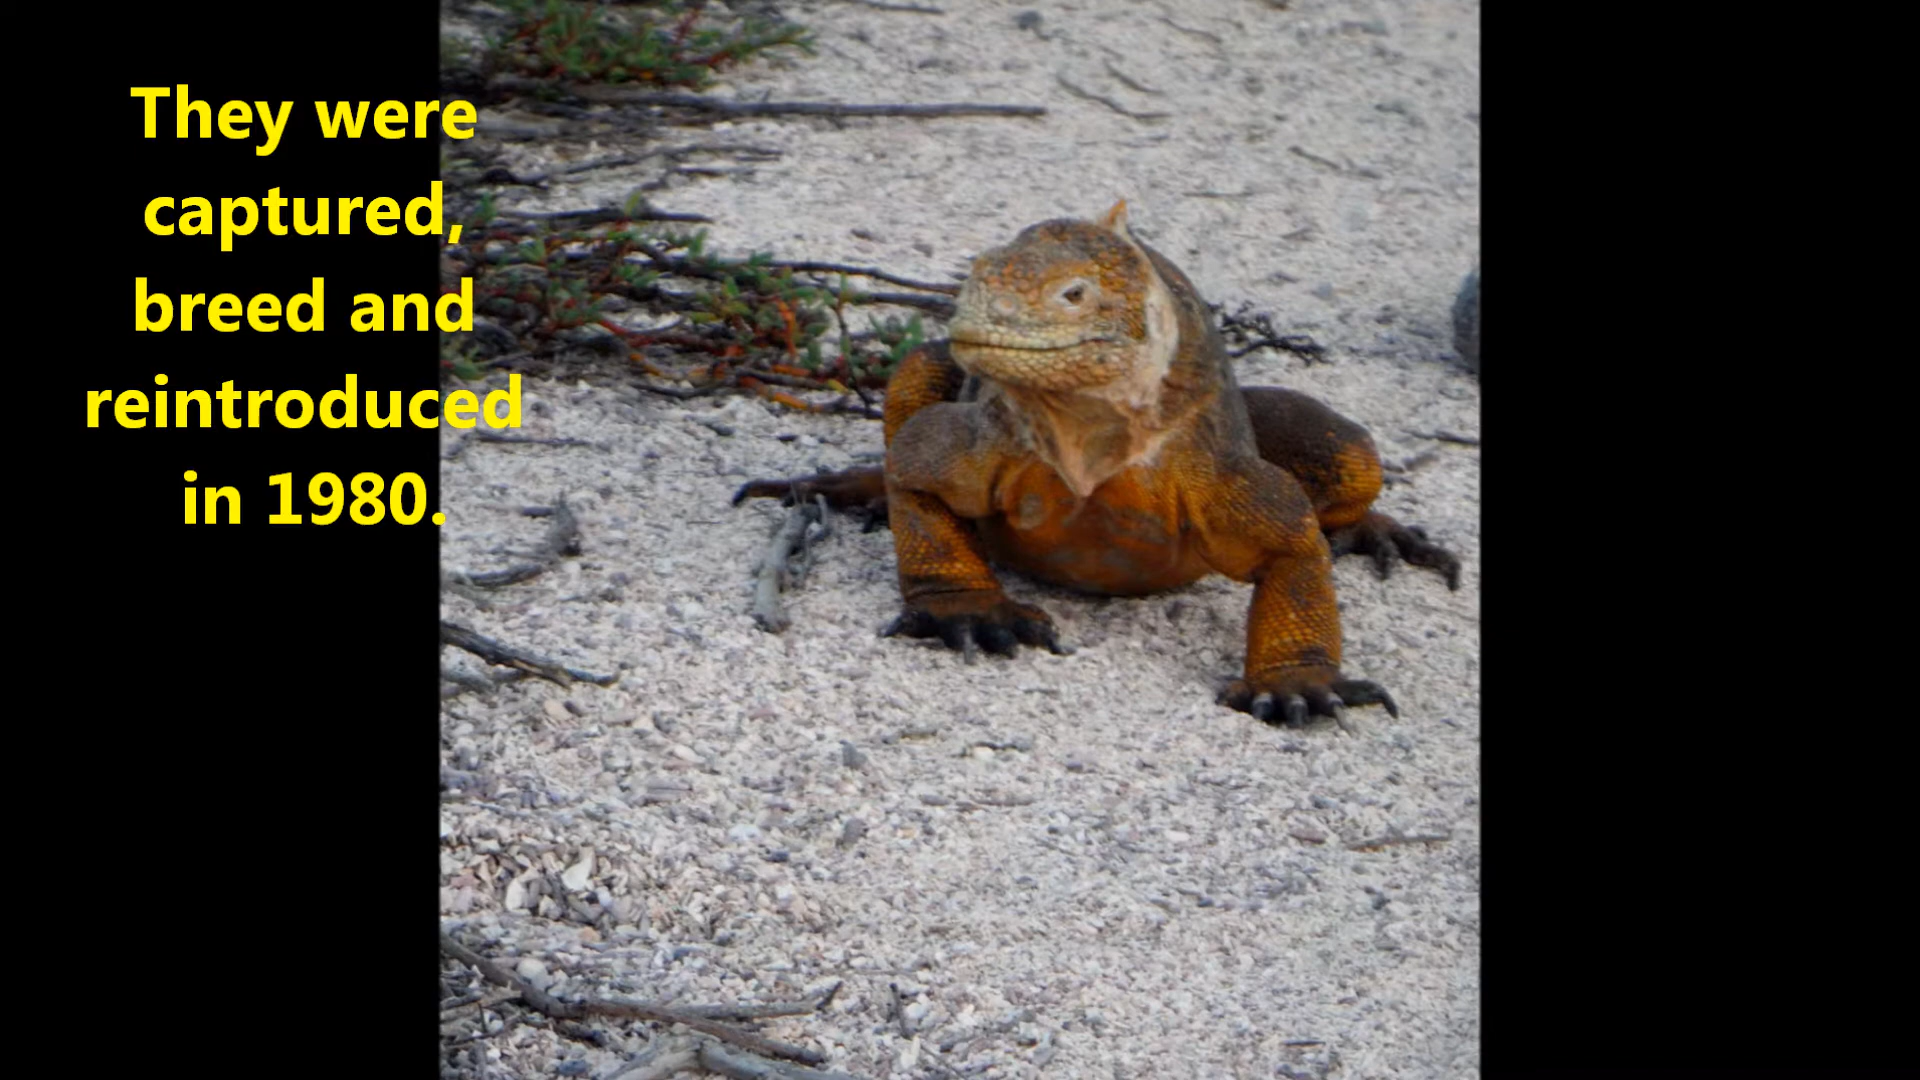 They were
captured,
breed and
reintroduced
in 1980.